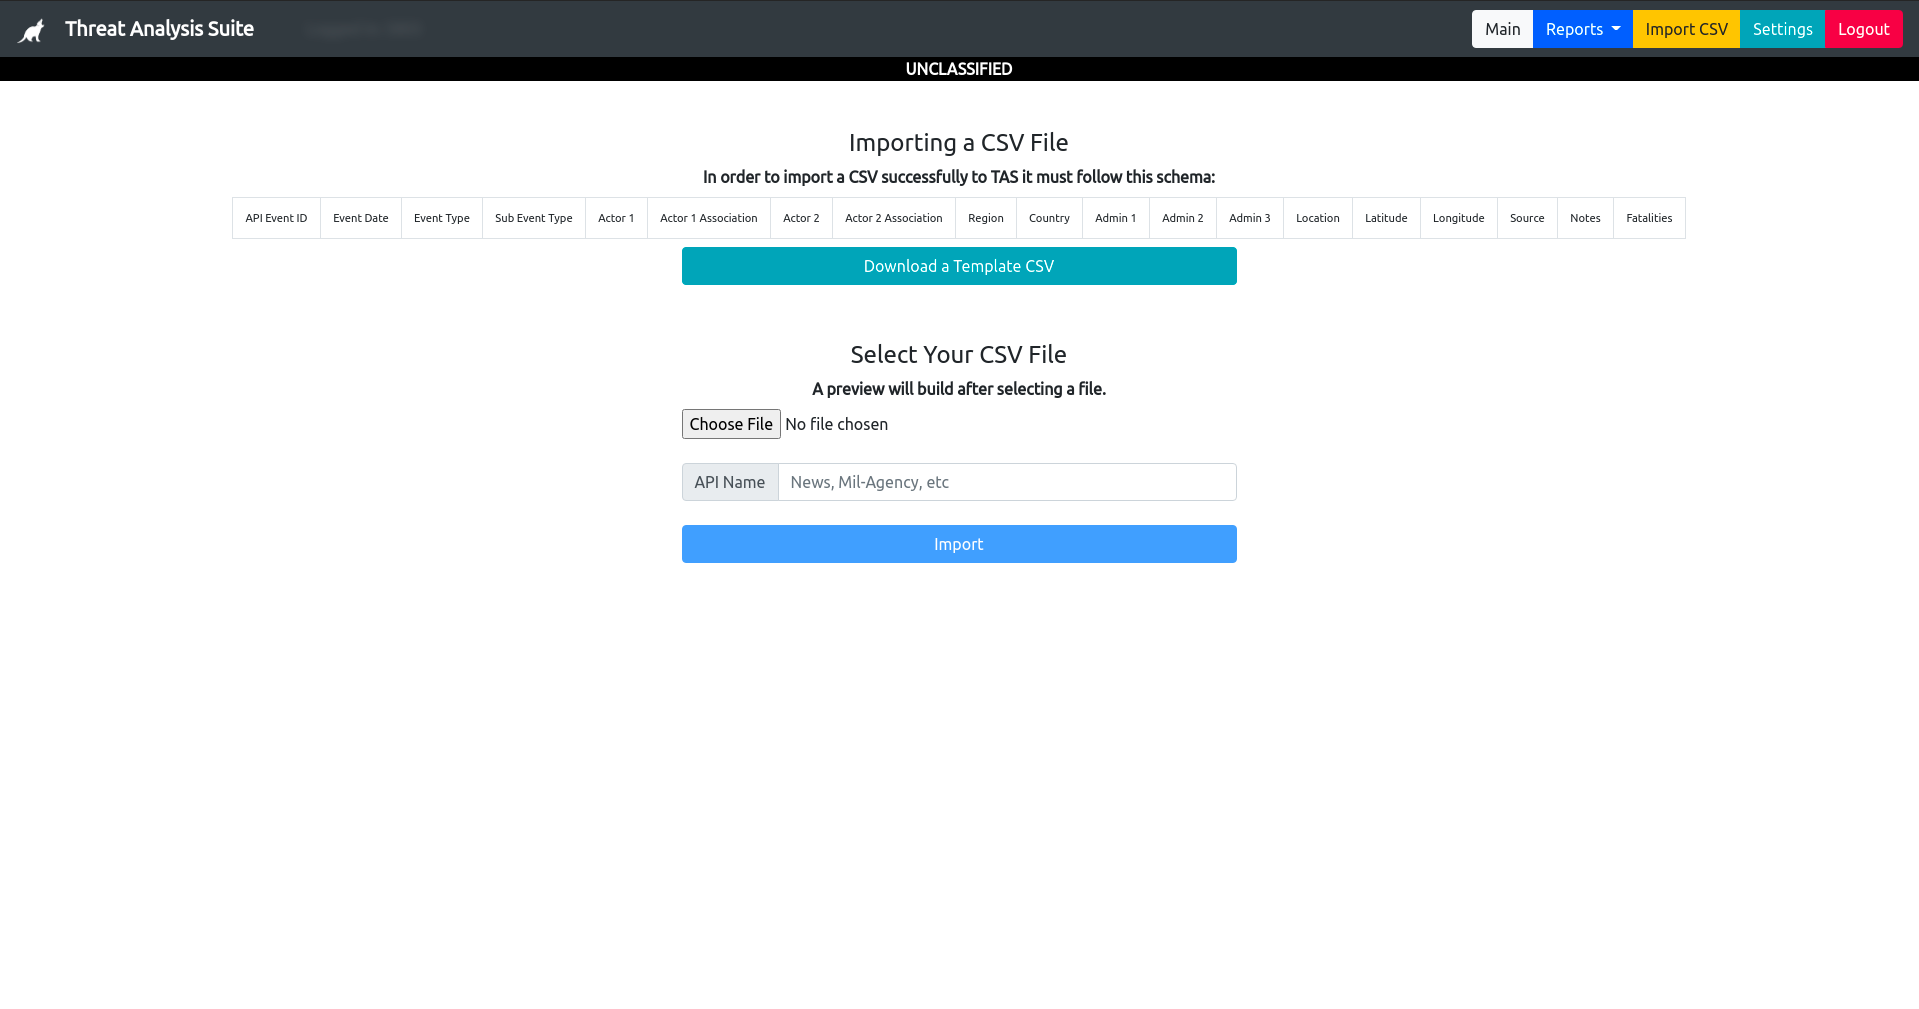 Threat Analysis Suite
Main Reports Import CSV Settings Logout
UNCLASSIFIED
Importing a CSV File
In order to import a CSV successfully to TAS it must follow this schema:
API Event ID Event Date Event Type Sub Event Type Actor 1 Actor 1 Association Actor 2 Actor 2 Association Region Country Admin 1 Admin 2 Admin 3 Location Latitude Longitude Source Notes Fatalities
Download a Template CSV
Select Your CSV File
A preview will build after selecting a file.
Choose File No file chosen
API Name News, Mil-Agency, etc
Import